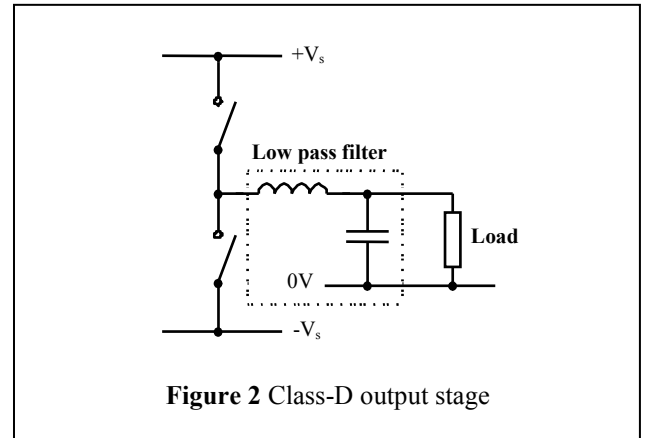 +Vs
Low pass filter
Load
0V
-Vs
Figure 2 Class-D output stage